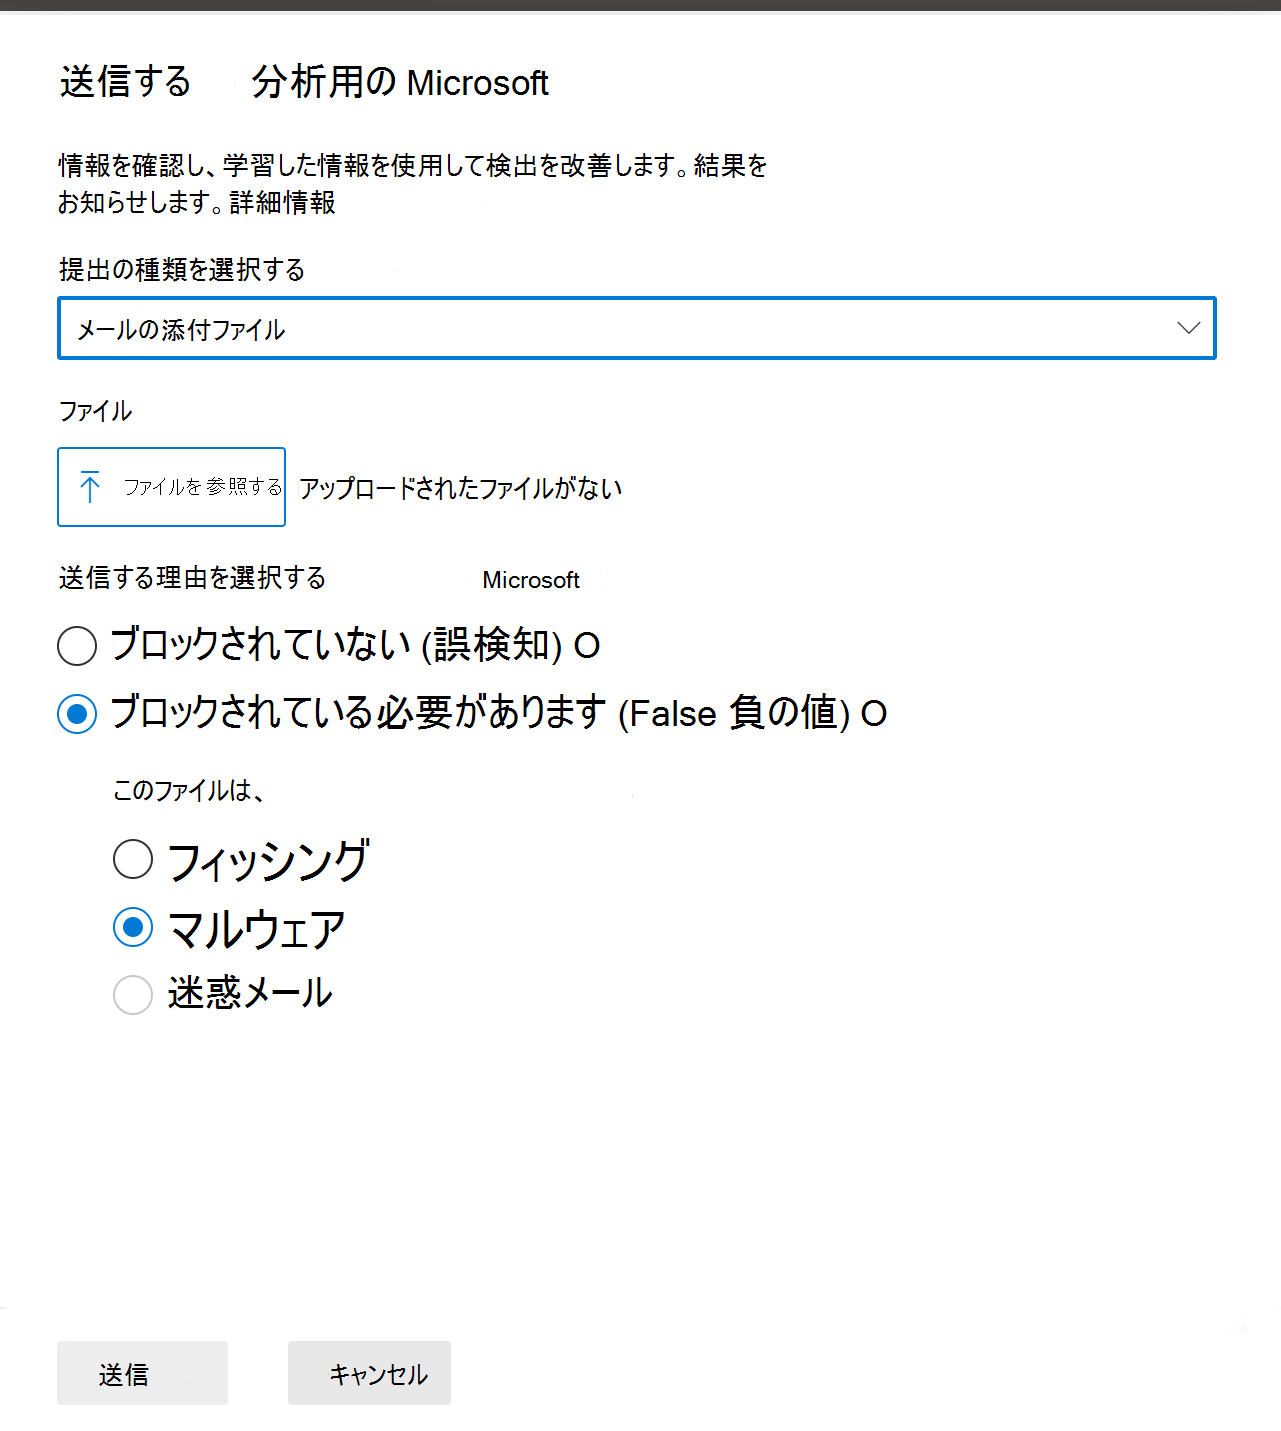 送信する 分析用の Microsoft
情報を確認し、学習した情報を使用して検出を改善します。結果を
お知らせします。詳細情報
提出の種類を選択する
メールの添付ファイル
ファイル
ファイルを参照する アップロードされたファイルがない
送信する理由を選択する Microsoft
ブロックされていない (誤検知) O
ブロックされている必要があります (False 負の値) O
このファイルは、
フィッシング
マルウェア
迷惑メール
送信 キャンセル